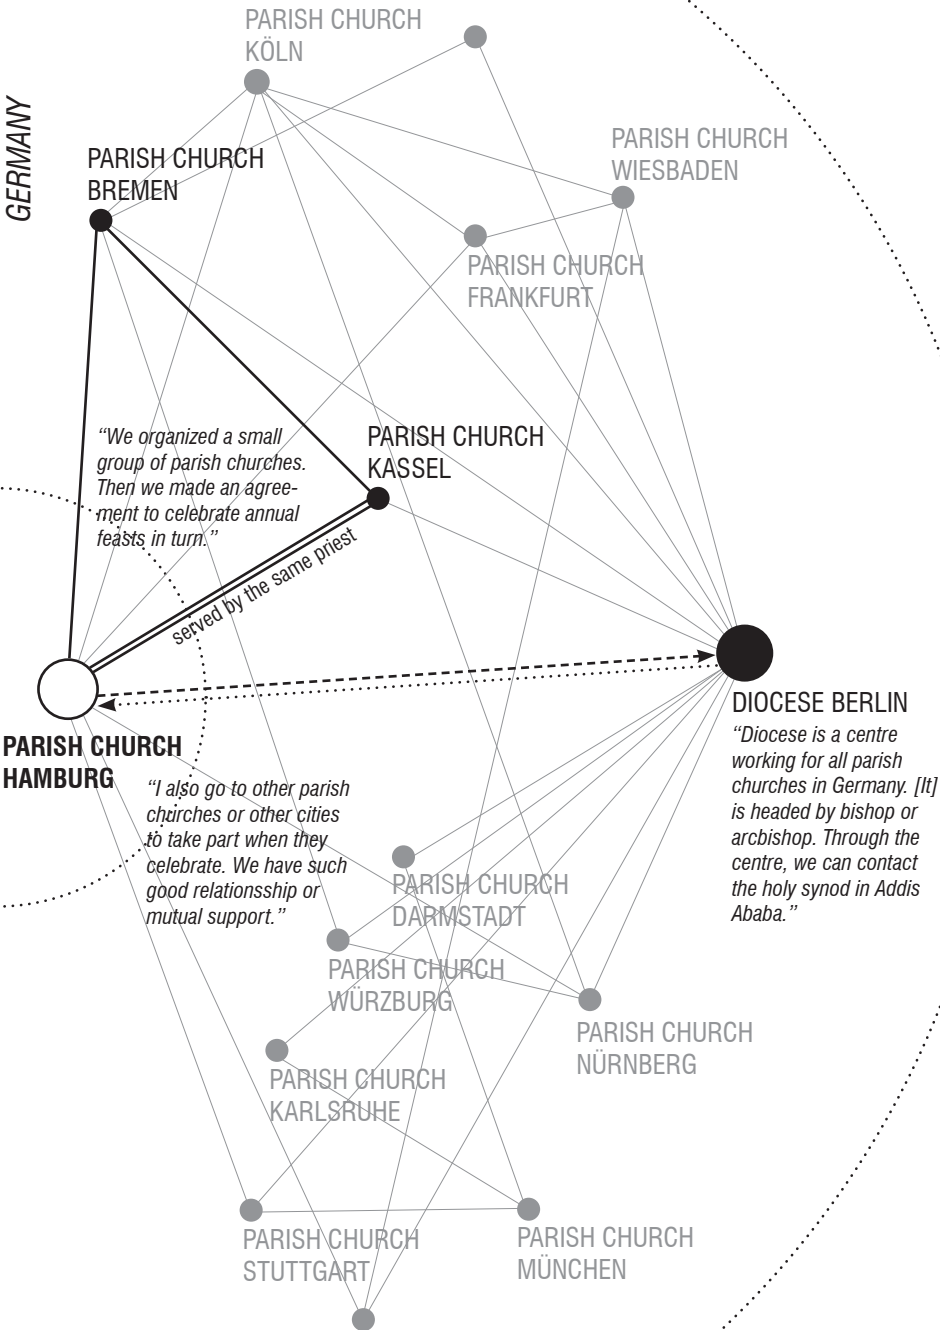 PARISH CHURCH
KÖLN
GERMANY
PARISH CHURCH
BREMEN
PARISH CHURCH
WIESBADEN
PARISH CHURCH
FRANKFURT
“We organized a small
group of parish churches.
Then we made an agree-
ment to celebrate annual
feasts in turn.”
PARISH CHURCH
KASSEL
served by the same priest
PARISH CHURCH
HAMBURG
“I also go to other parish
churches or other cities
to take part when they
celebrate. We have such
good relationsship or
mutual support.”
DIOCESE BERLIN
“Diocese is a centre
working for all parish
churches in Germany. [It]
is headed by bishop or
arcbishop. Through the
centre, we can contact
the holy synod in Addis
Ababa.”
PARISH CHURCH
DARMSTADT
PARISH CHURCH
WÜRZBURG
PARISH CHURCH
NÜRNBERG
PARISH CHURCH
KARLSRUHE
PARISH CHURCH
STUTTGART
PARISH CHURCH
MÜNCHEN